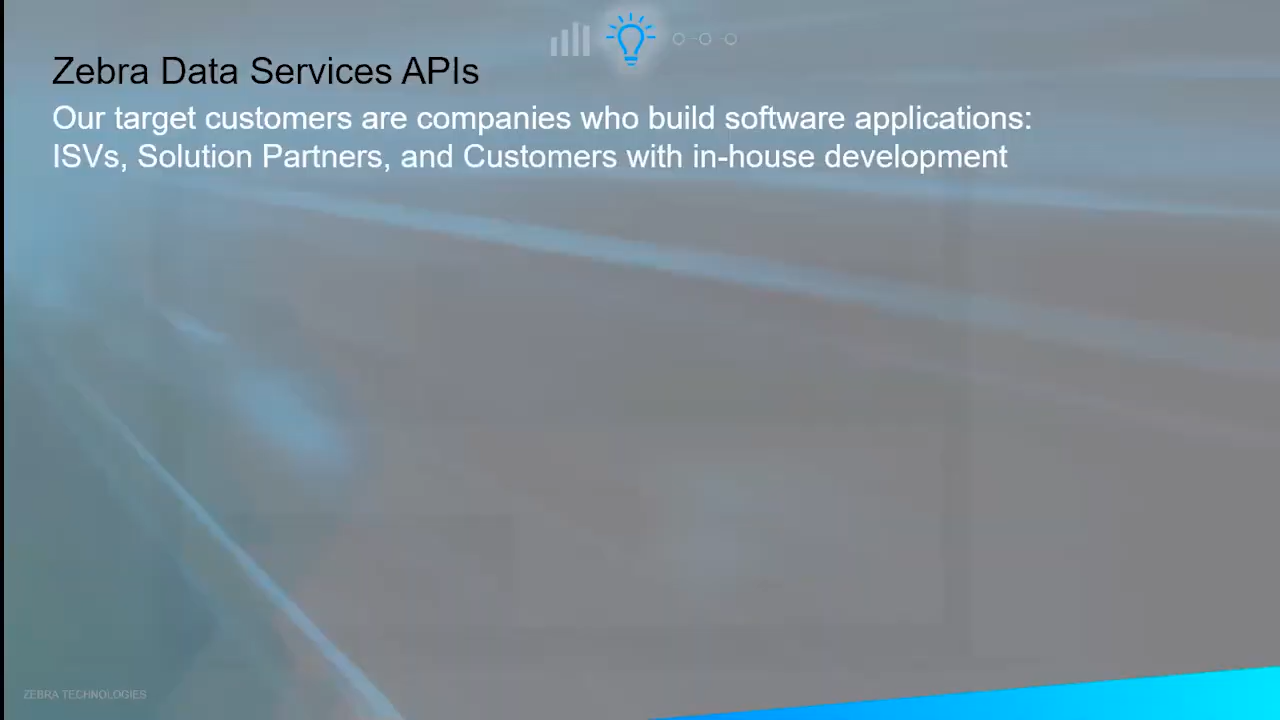 Zebra Data Services APIs
Our target customers are companies who build software applications:
ISVs, Solution Partners, and Customers with in-house development
ZEBRA TECHNOLOGIES